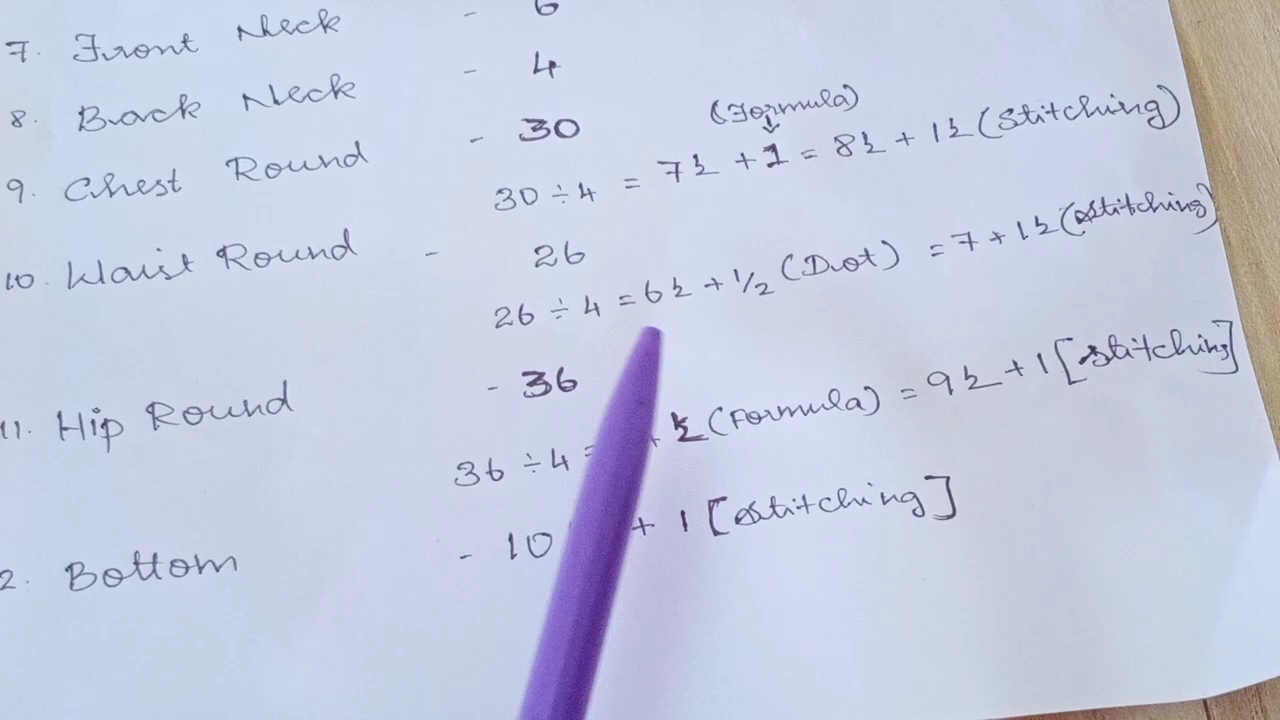 7. Front Neck - 6
8. Back Neck - 4
9. Chest Round - 30
(Formula)
30 ÷ 4 = 7½ + 1 = 8½ + 1½ (Stitching)
10. Waist Round - 26
26 ÷ 4 = 6½ + 1/2 (Dot) = 7 + 1½ (stitching)
11. Hip Round - 36
36 ÷ 4 = + ½ (Formula) = 9½ + 1 [stitching]
2. Bottom - 10 + 1 [stitching]